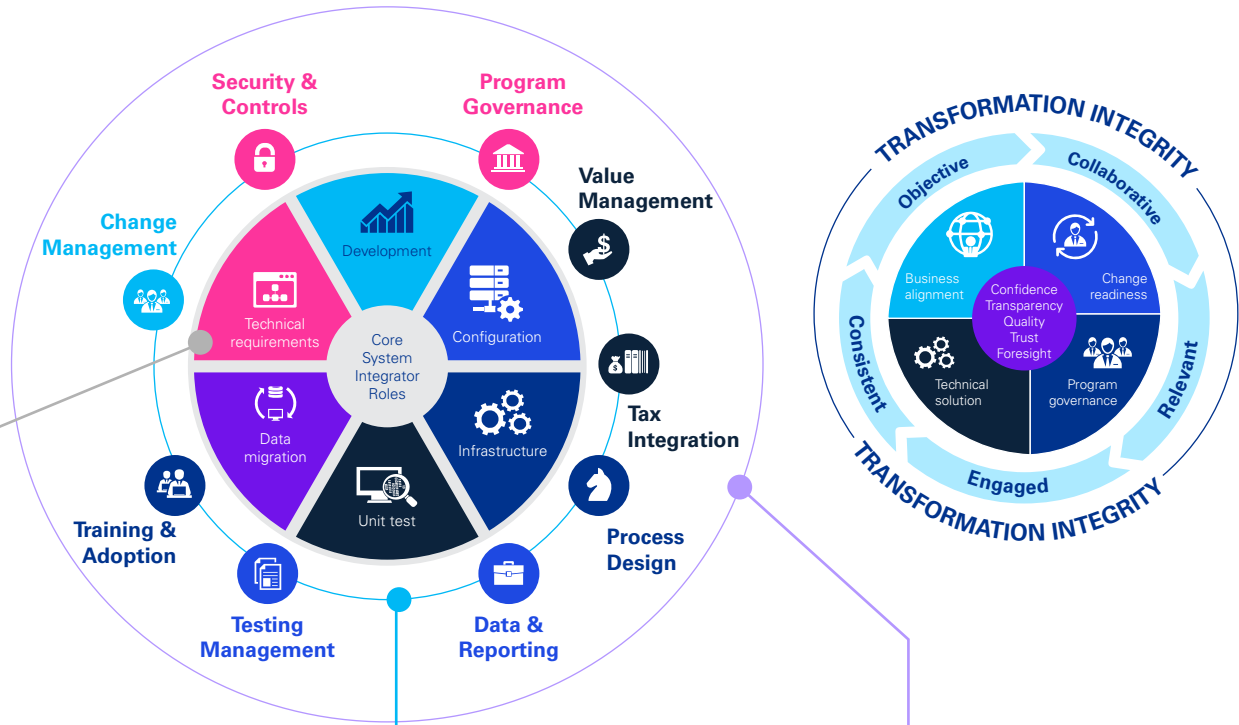 Security &
Controls
Program
Governance
Value
Management
Change
Management
Development
Technical
requirements
Configuration
Core
System
Integrator
Roles
Data
migration
Infrastructure
Unit test
Tax
Integration
Training &
Adoption
Process
Design
Testing
Management
Data &
Reporting
TRANSFORMATION INTEGRITY
Objective
Collaborative
Business
alignment
Change
readiness
Confidence
Transparency
Quality
Trust
Foresight
Consistent
Relevant
Technical
solution
Program
governance
Engaged
TRANSFORMATION INTEGRITY